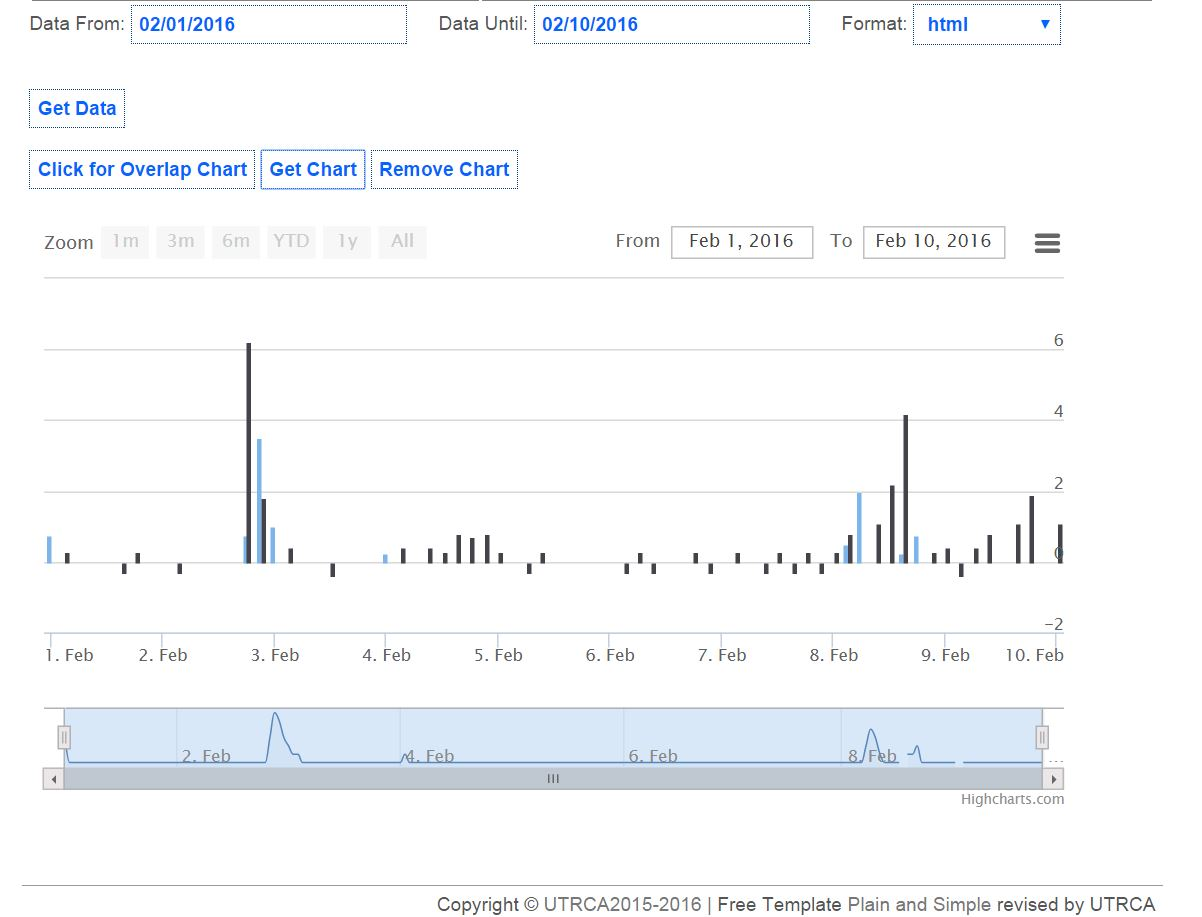 Data From: 02/01/2016 Data Until: 02/10/2016 Format: html
Get Data
Click for Overlap Chart Get Chart Remove Chart
Zoom 1m 3m 6m YTD 1y All From Feb 1, 2016 To Feb 10, 2016
6
4
2
0
−2
1. Feb 2. Feb 3. Feb 4. Feb 5. Feb 6. Feb 7. Feb 8. Feb 9. Feb 10. Feb
2. Feb 4. Feb 6. Feb 8. Feb ...
Highcharts.com
Copyright © UTRCA2015-2016 | Free Template Plain and Simple revised by UTRCA